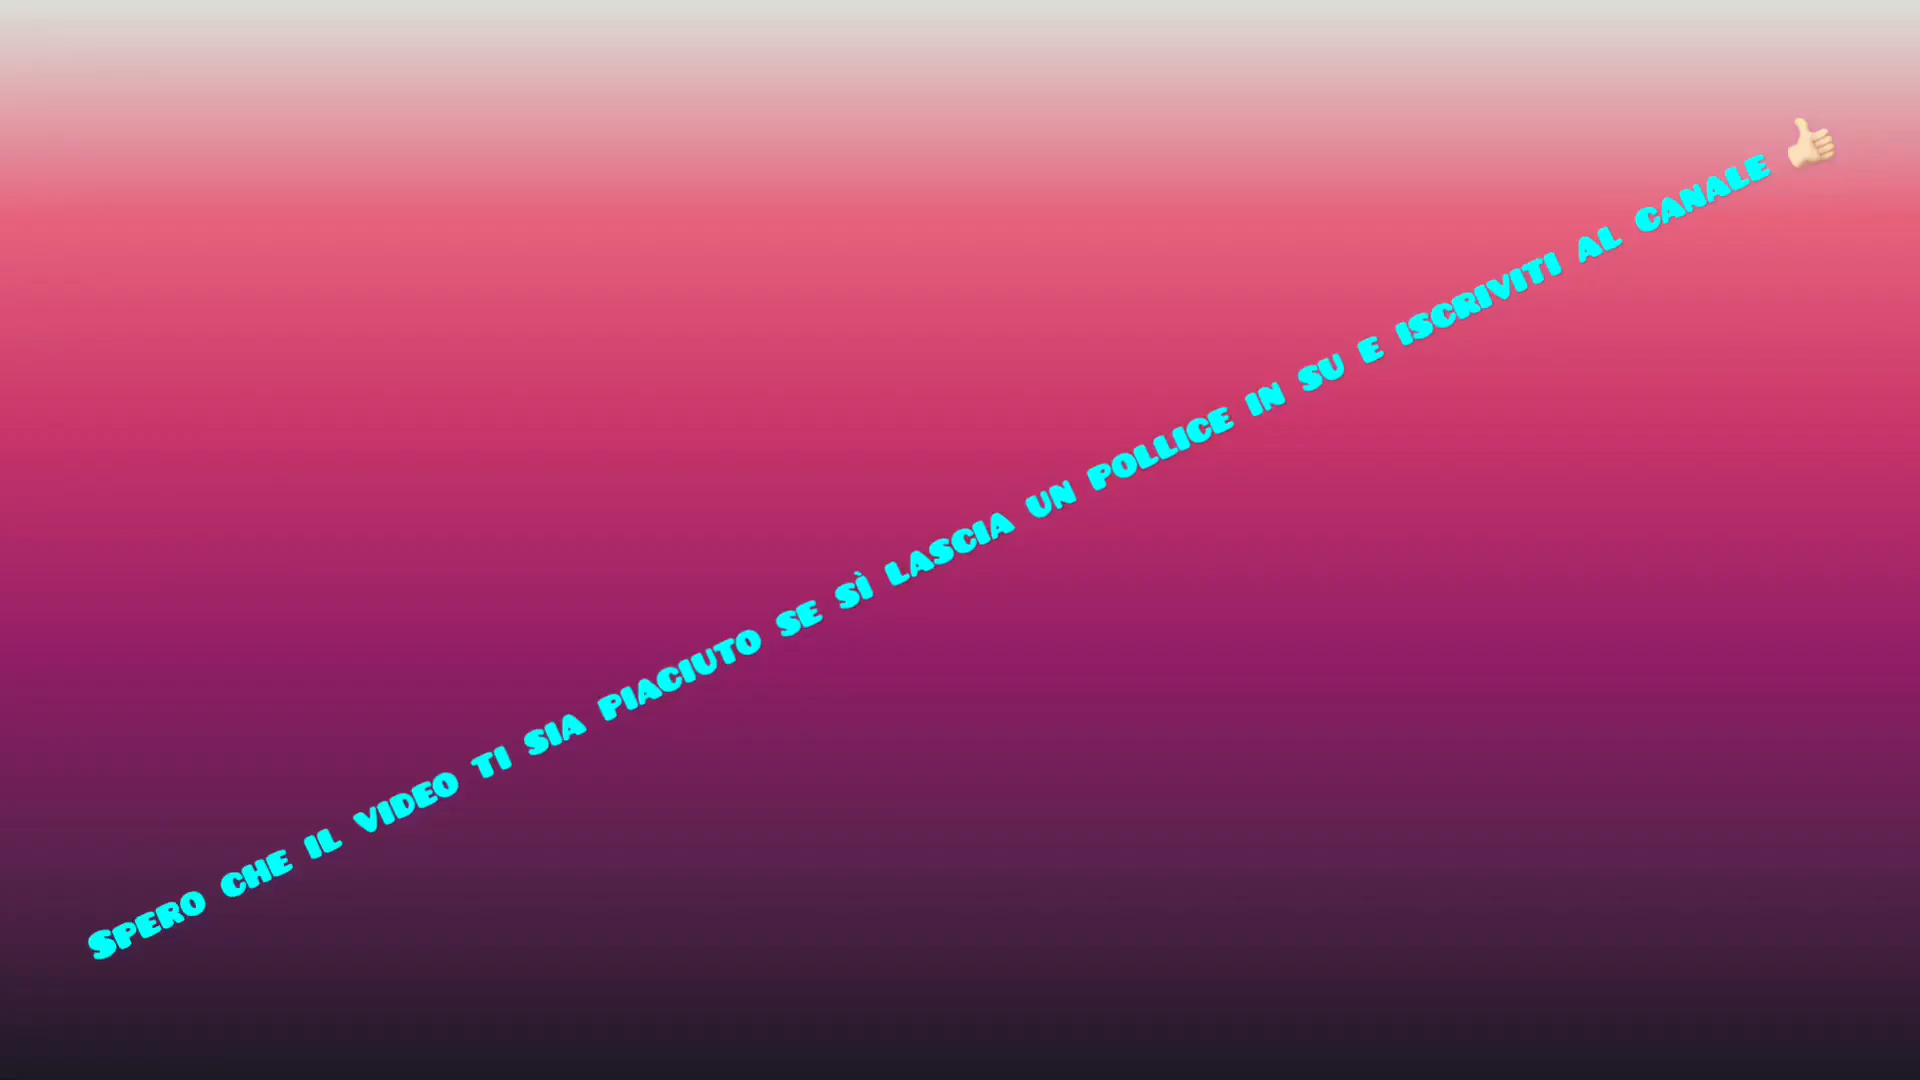 Spero che il video ti sia piaciuto se sì lascia un pollice in su e iscriviti al canale 👍🏻